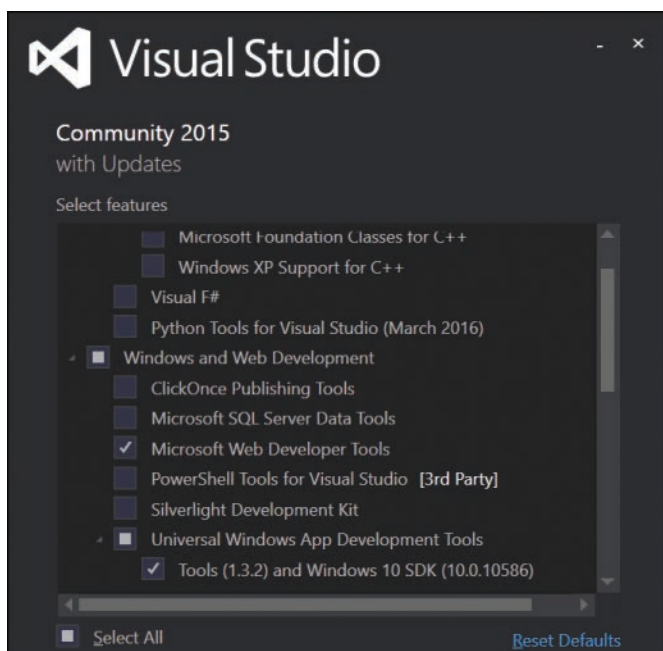 Visual Studio
Community 2015
with Updates
Select features
Microsoft Foundation Classes for C++
Windows XP Support for C++
Visual F#
Python Tools for Visual Studio (March 2016)
Windows and Web Development
ClickOnce Publishing Tools
Microsoft SQL Server Data Tools
Microsoft Web Developer Tools
PowerShell Tools for Visual Studio [3rd Party]
Silverlight Development Kit
Universal Windows App Development Tools
Tools (1.3.2) and Windows 10 SDK (10.0.10586)
Select All Reset Defaults